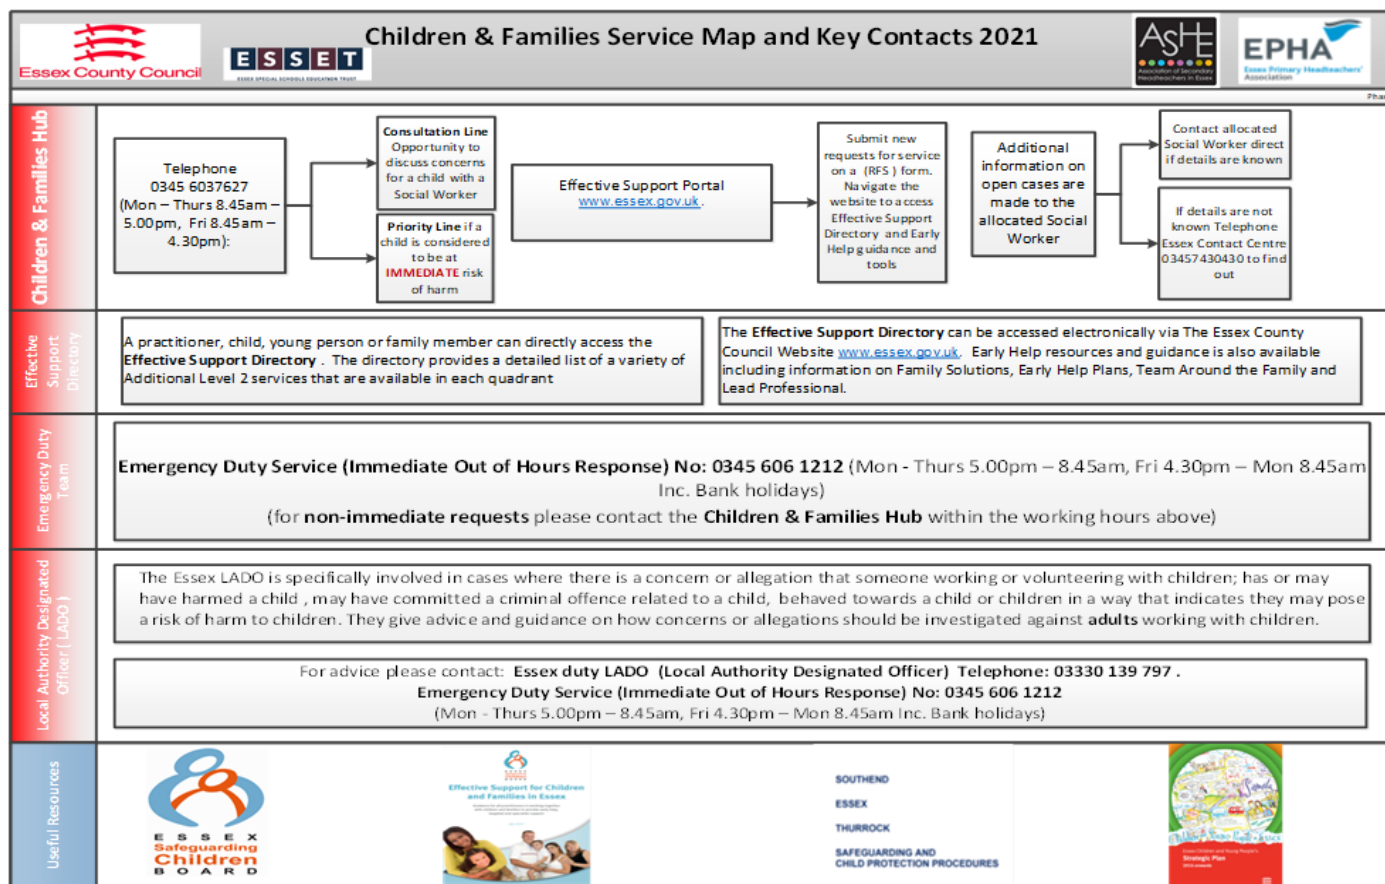 Children & Families Service Map and Key Contacts 2021
Essex County Council
ESSET
ESSEX SPECIAL SCHOOLS EDUCATION TRUST
ASHE
Association of Secondary
Headteachers in Essex
EPHA
Essex Primary Headteachers'
Association
Phar
Children & Families Hub
Telephone
0345 6037627
(Mon – Thurs 8.45am –
5.00pm, Fri 8.45am –
4.30pm):
Consultation Line
Opportunity to
discuss concerns
for a child with a
Social Worker
Priority Line if a
child is considered
to be at
IMMEDIATE risk
of harm
Effective Support Portal
www.essex.gov.uk .
Submit new
requests for service
on a (RFS ) form.
Navigate the
website to access
Effective Support
Directory and Early
Help guidance and
tools
Additional
information on
open cases are
made to the
allocated Social
Worker
Contact allocated
Social Worker direct
if details are known
If details are not
known Telephone
Essex Contact Centre
03457430430 to find
out
Effective
Support
Directory
A practitioner, child, young person or family member can directly access the
Effective Support Directory . The directory provides a detailed list of a variety of
Additional Level 2 services that are available in each quadrant
The Effective Support Directory can be accessed electronically via The Essex County
Council Website www.essex.gov.uk. Early Help resources and guidance is also available
including information on Family Solutions, Early Help Plans, Team Around the Family and
Lead Professional.
Emergency Duty
Team
Emergency Duty Service (Immediate Out of Hours Response) No: 0345 606 1212 (Mon - Thurs 5.00pm – 8.45am, Fri 4.30pm – Mon 8.45am
Inc. Bank holidays)
(for non-immediate requests please contact the Children & Families Hub within the working hours above)
Local Authority Designated
Officer ( LADO )
The Essex LADO is specifically involved in cases where there is a concern or allegation that someone working or volunteering with children; has or may
have harmed a child , may have committed a criminal offence related to a child, behaved towards a child or children in a way that indicates they may pose
a risk of harm to children. They give advice and guidance on how concerns or allegations should be investigated against adults working with children.
For advice please contact: Essex duty LADO (Local Authority Designated Officer) Telephone: 03330 139 797 .
Emergency Duty Service (Immediate Out of Hours Response) No: 0345 606 1212
(Mon - Thurs 5.00pm – 8.45am, Fri 4.30pm – Mon 8.45am Inc. Bank holidays)
Useful Resources
ESSEX
Safeguarding
Children
BOARD
Effective Support for Children
and Families in Essex
SOUTHEND
ESSEX
THURROCK
SAFEGUARDING AND
CHILD PROTECTION PROCEDURES
Essex Children and Young People's
Strategic Plan